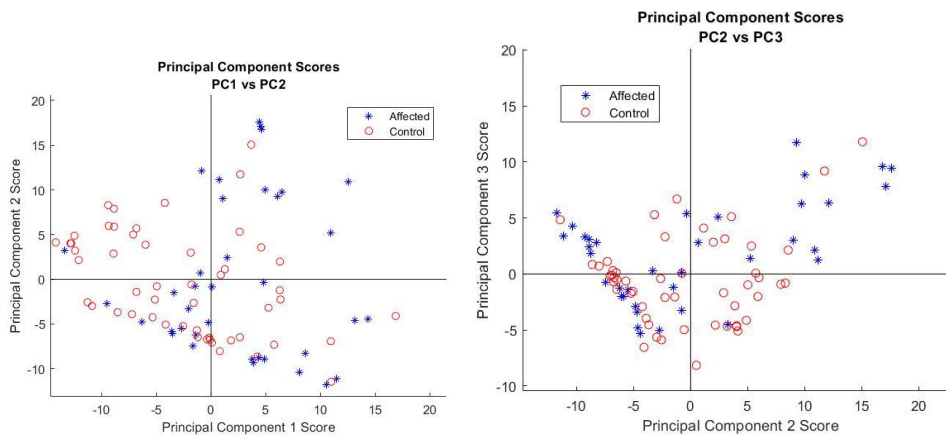 Principal Component Scores
PC1 vs PC2
20
15
10
5
0
-5
-10
Principal Component 2 Score
-10
-5
0
5
10
15
20
Principal Component 1 Score
Affected
Control
Principal Component Scores
PC2 vs PC3
20
15
10
5
0
-5
-10
Principal Component 3 Score
-10
-5
0
5
10
15
20
Principal Component 2 Score
Affected
Control